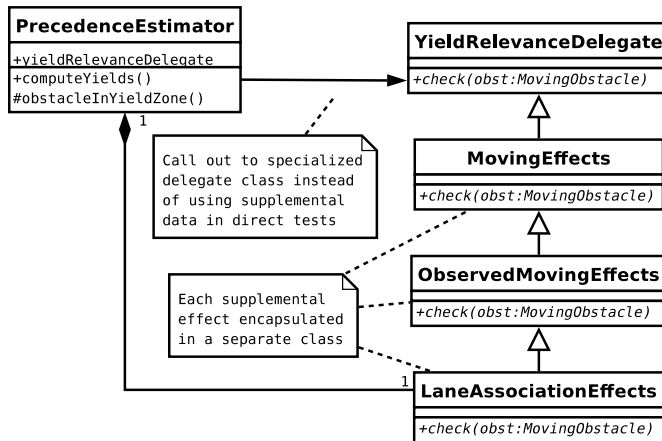 PrecedenceEstimator
+yieldRelevanceDelegate
+computeYields()
#obstacleInYieldZone()
YieldRelevanceDelegate
+check(obst:MovingObstacle)
1
Call out to specialized
delegate class instead
of using supplemental
data in direct tests
MovingEffects
+check(obst:MovingObstacle)
Each supplemental
effect encapsulated
in a separate class
ObservedMovingEffects
+check(obst:MovingObstacle)
1
LaneAssociationEffects
+check(obst:MovingObstacle)